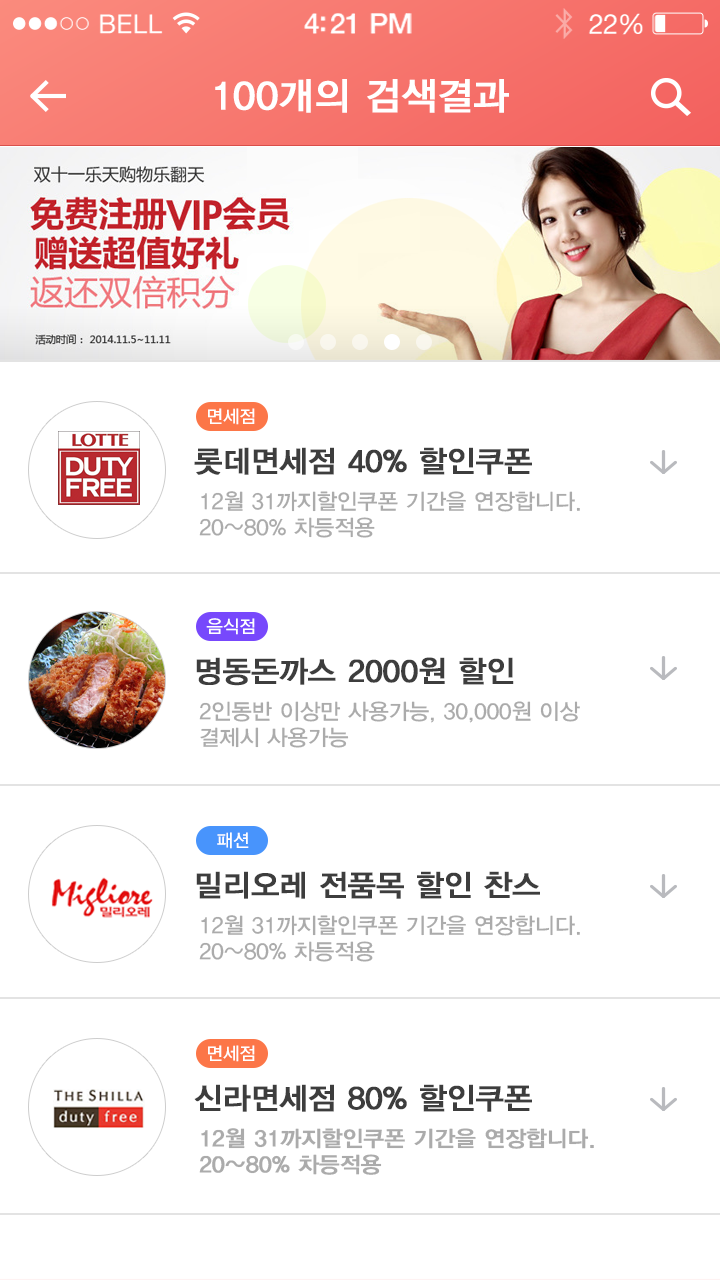 BELL
4:21 PM
22%
100개의 검색결과
双十一乐天购物乐翻天
免费注册VIP会员
赠送超值好礼
返还双倍积分
活动时间： 2014.11.5~11.11
LOTTE
DUTY
FREE
면세점
롯데면세점 40% 할인쿠폰
12월 31까지할인쿠폰 기간을 연장합니다.
20~80% 차등적용
음식점
명동돈까스 2000원 할인
2인동반 이상만 사용가능, 30,000원 이상
결제시 사용가능
Migliore
밀리오레
패션
밀리오레 전품목 할인 찬스
12월 31까지할인쿠폰 기간을 연장합니다.
20~80% 차등적용
THE SHILLA
duty free
면세점
신라면세점 80% 할인쿠폰
12월 31까지할인쿠폰 기간을 연장합니다.
20~80% 차등적용